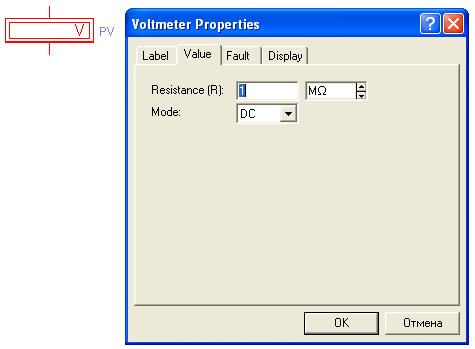 V
PV
Voltmeter Properties
Label Value Fault Display
Resistance (R): 1 MΩ
Mode: DC
OK Отмена